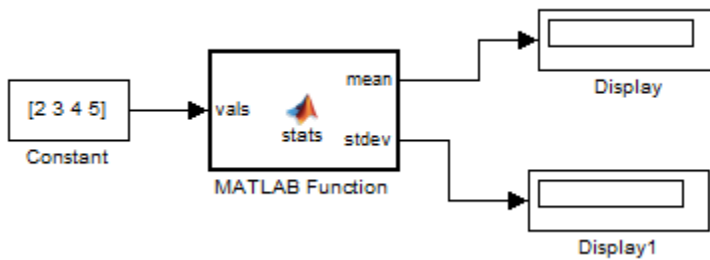 [2 3 4 5]
Constant
vals
stats
mean
stdev
MATLAB Function
Display
Display1